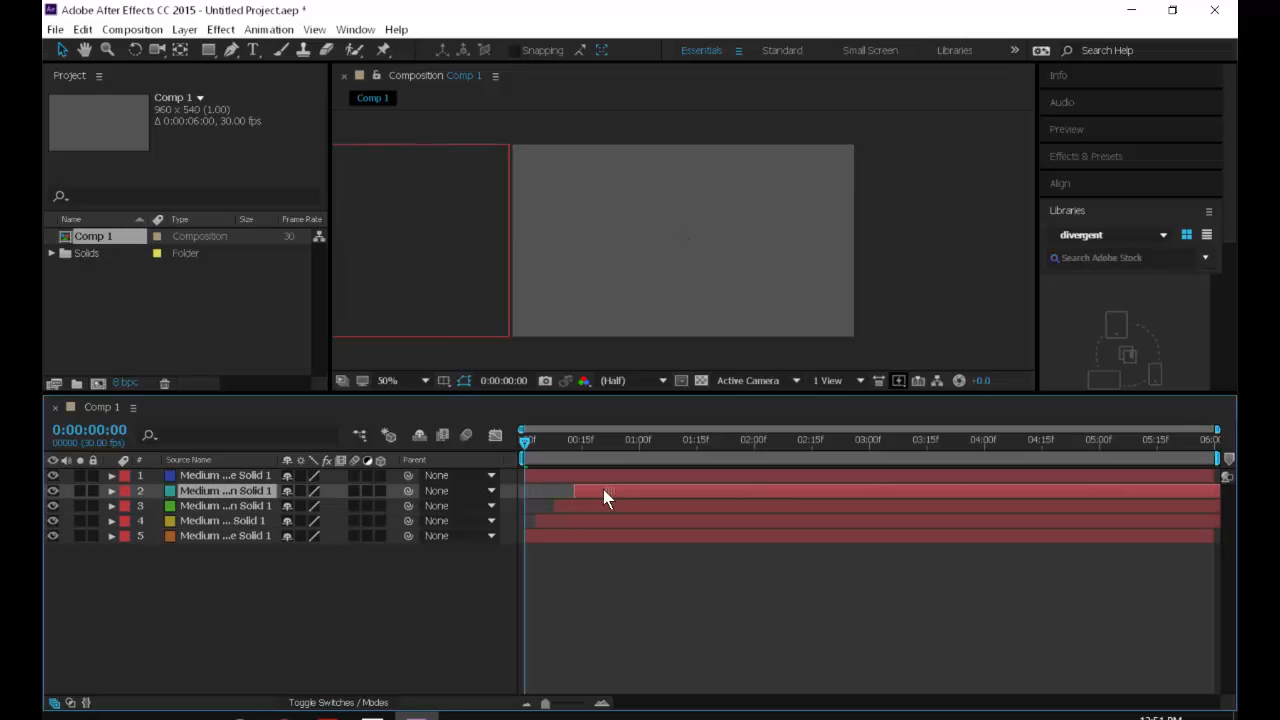 Adobe After Effects CC 2015 - Untitled Project.aep *
File Edit Composition Layer Effect Animation View Window Help
Snapping Essentials Standard Small Screen Libraries Search Help
Project
Comp 1
960 x 540 (1.00)
Δ 0:00:06:00, 30.00 fps
Name Type Size Frame Rate
Comp 1 Composition 30
Solids Folder
8 bpc
Composition Comp 1
Comp 1
50% 0:00:00:00 (Half) Active Camera 1 View +0.0
Info
Audio
Preview
Effects & Presets
Align
Libraries
divergent
Search Adobe Stock
Comp 1
0:00:00:00
00000 (30.00 fps)
00:15f 01:00f 01:15f 02:00f 02:15f 03:00f 03:15f 04:00f 04:15f 05:00f 05:15f 06:0
# Source Name Parent
1 Medium ...e Solid 1 None
2 Medium ...n Solid 1 None
3 Medium ...n Solid 1 None
4 Medium ... Solid 1 None
5 Medium ...e Solid 1 None
Toggle Switches / Modes